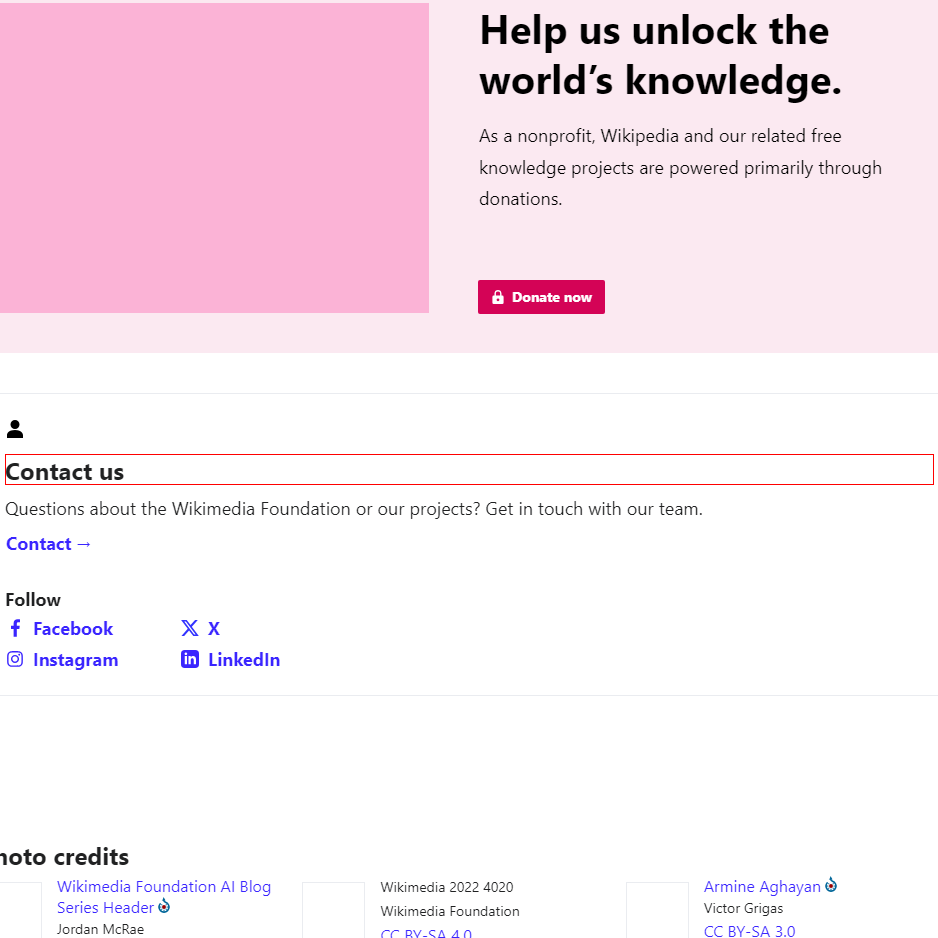 Help us unlock the
world’s knowledge.
As a nonprofit, Wikipedia and our related free
knowledge projects are powered primarily through
donations.
Donate now
Contact us
Questions about the Wikimedia Foundation or our projects? Get in touch with our team.
Contact →
Follow
Facebook
X
Instagram
LinkedIn
hoto credits
Wikimedia Foundation AI Blog
Series Header
Jordan McRae
Wikimedia 2022 4020
Wikimedia Foundation
CC BY-SA 4.0
Armine Aghayan
Victor Grigas
CC BY-SA 3.0